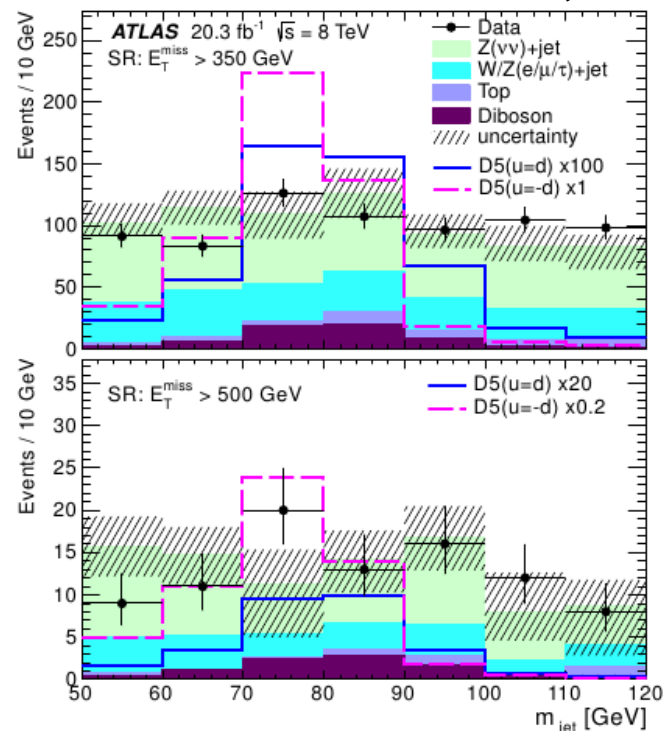 ATLAS 20.3 fb⁻¹ √s = 8 TeV
SR: E_T^miss > 350 GeV
Data
Z(νν)+jet
W/Z(e/μ/τ)+jet
Top
Diboson
uncertainty
D5(u=d) x100
D5(u=-d) x1
Events / 10 GeV
250
200
150
100
50
0
SR: E_T^miss > 500 GeV
D5(u=d) x20
D5(u=-d) x0.2
Events / 10 GeV
35
30
25
20
15
10
5
0
50 60 70 80 90 100 110 120
m_jet [GeV]